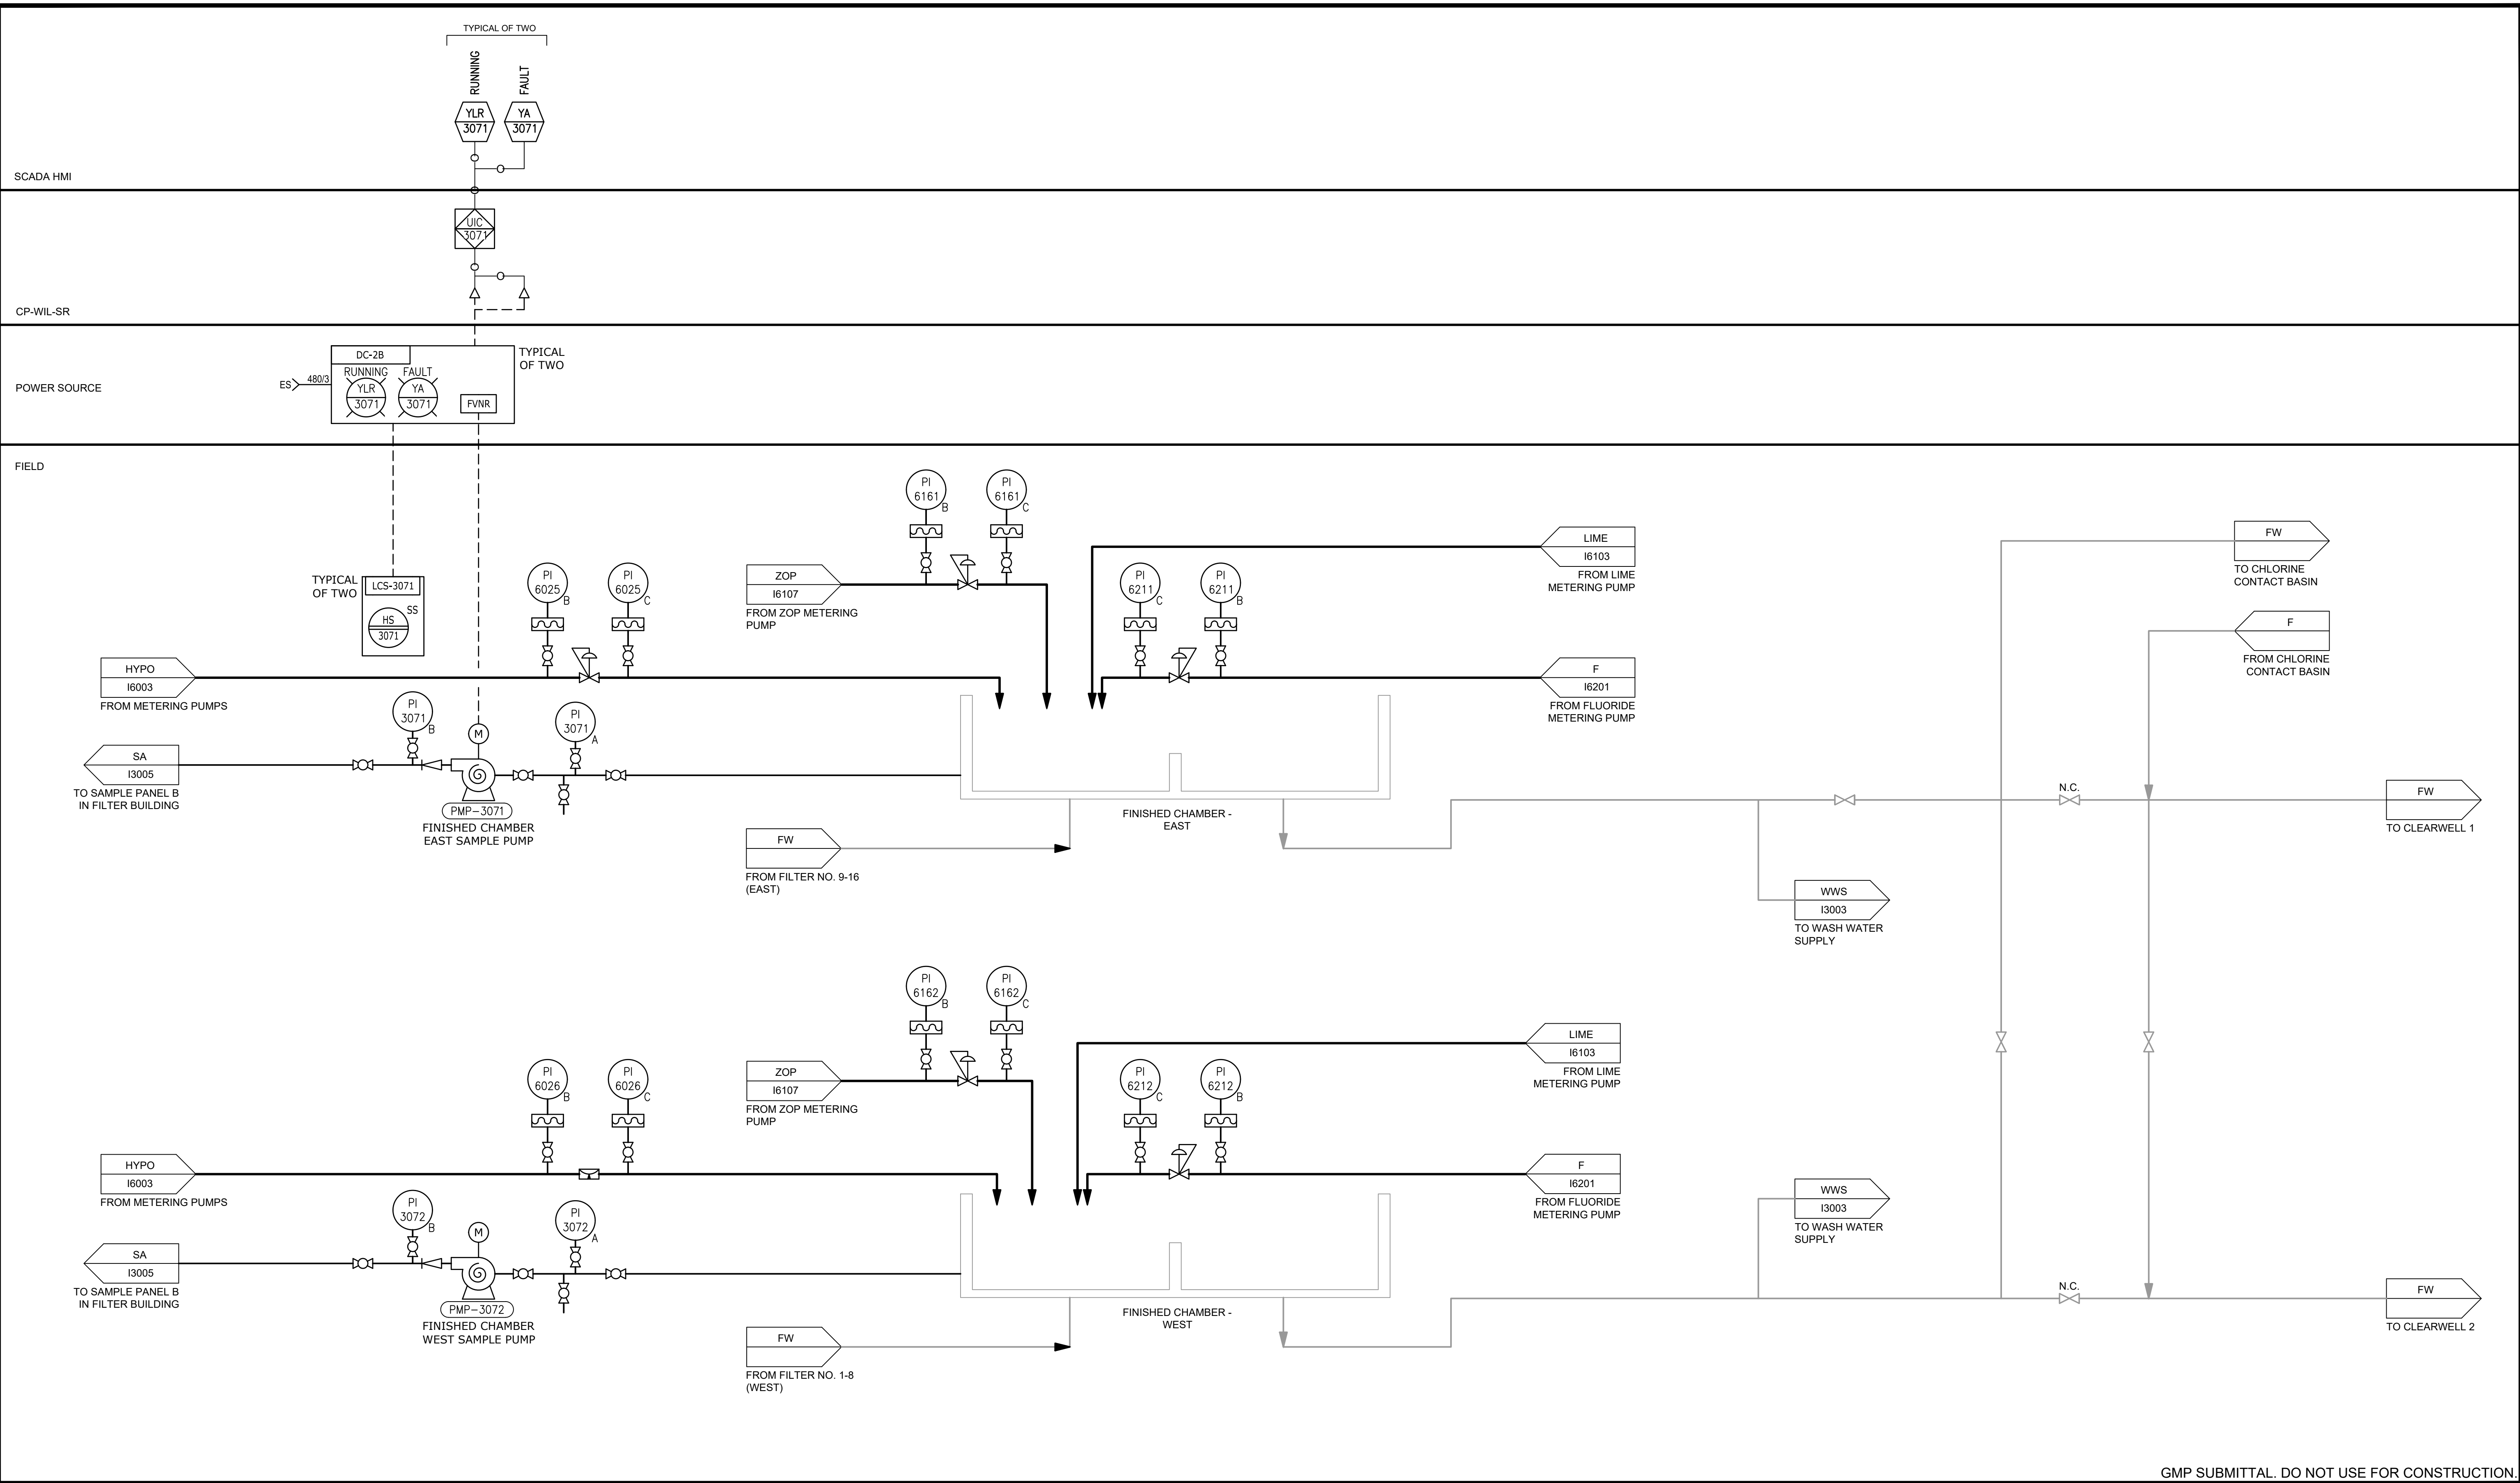 TYPICAL OF TWO
RUNNING
FAULT
YLR
3071
YA
3071
SCADA HMI
UIC
3071
CP-WIL-SR
DC-2B
TYPICAL
OF TWO
RUNNING
FAULT
YLR
3071
YA
3071
FVNR
ES
480/3
POWER SOURCE
FIELD
PI
6161
B
PI
6161
C
LIME
I6103
FROM LIME
METERING PUMP
FW
TO CHLORINE
CONTACT BASIN
TYPICAL
OF TWO
LCS-3071
SS
HS
3071
PI
6025
B
PI
6025
C
ZOP
I6107
FROM ZOP METERING
PUMP
PI
6211
C
PI
6211
B
F
FROM CHLORINE
CONTACT BASIN
HYPO
I6003
FROM METERING PUMPS
F
I6201
FROM FLUORIDE
METERING PUMP
PI
3071
B
PI
3071
A
M
SA
I3005
TO SAMPLE PANEL B
IN FILTER BUILDING
PMP-3071
FINISHED CHAMBER
EAST SAMPLE PUMP
FINISHED CHAMBER -
EAST
N.C.
FW
TO CLEARWELL 1
FW
FROM FILTER NO. 9-16
(EAST)
WWS
I3003
TO WASH WATER
SUPPLY
PI
6162
B
PI
6162
C
LIME
I6103
FROM LIME
METERING PUMP
PI
6026
B
PI
6026
C
ZOP
I6107
FROM ZOP METERING
PUMP
PI
6212
C
PI
6212
B
HYPO
I6003
FROM METERING PUMPS
F
I6201
FROM FLUORIDE
METERING PUMP
WWS
I3003
TO WASH WATER
SUPPLY
PI
3072
B
PI
3072
A
M
SA
I3005
TO SAMPLE PANEL B
IN FILTER BUILDING
PMP-3072
FINISHED CHAMBER
WEST SAMPLE PUMP
FINISHED CHAMBER -
WEST
N.C.
FW
TO CLEARWELL 2
FW
FROM FILTER NO. 1-8
(WEST)
GMP SUBMITTAL. DO NOT USE FOR CONSTRUCTION.